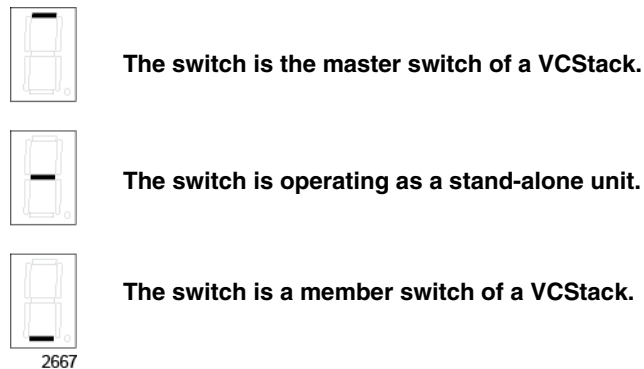 The switch is the master switch of a VCStack.
The switch is operating as a stand-alone unit.
The switch is a member switch of a VCStack.
2667